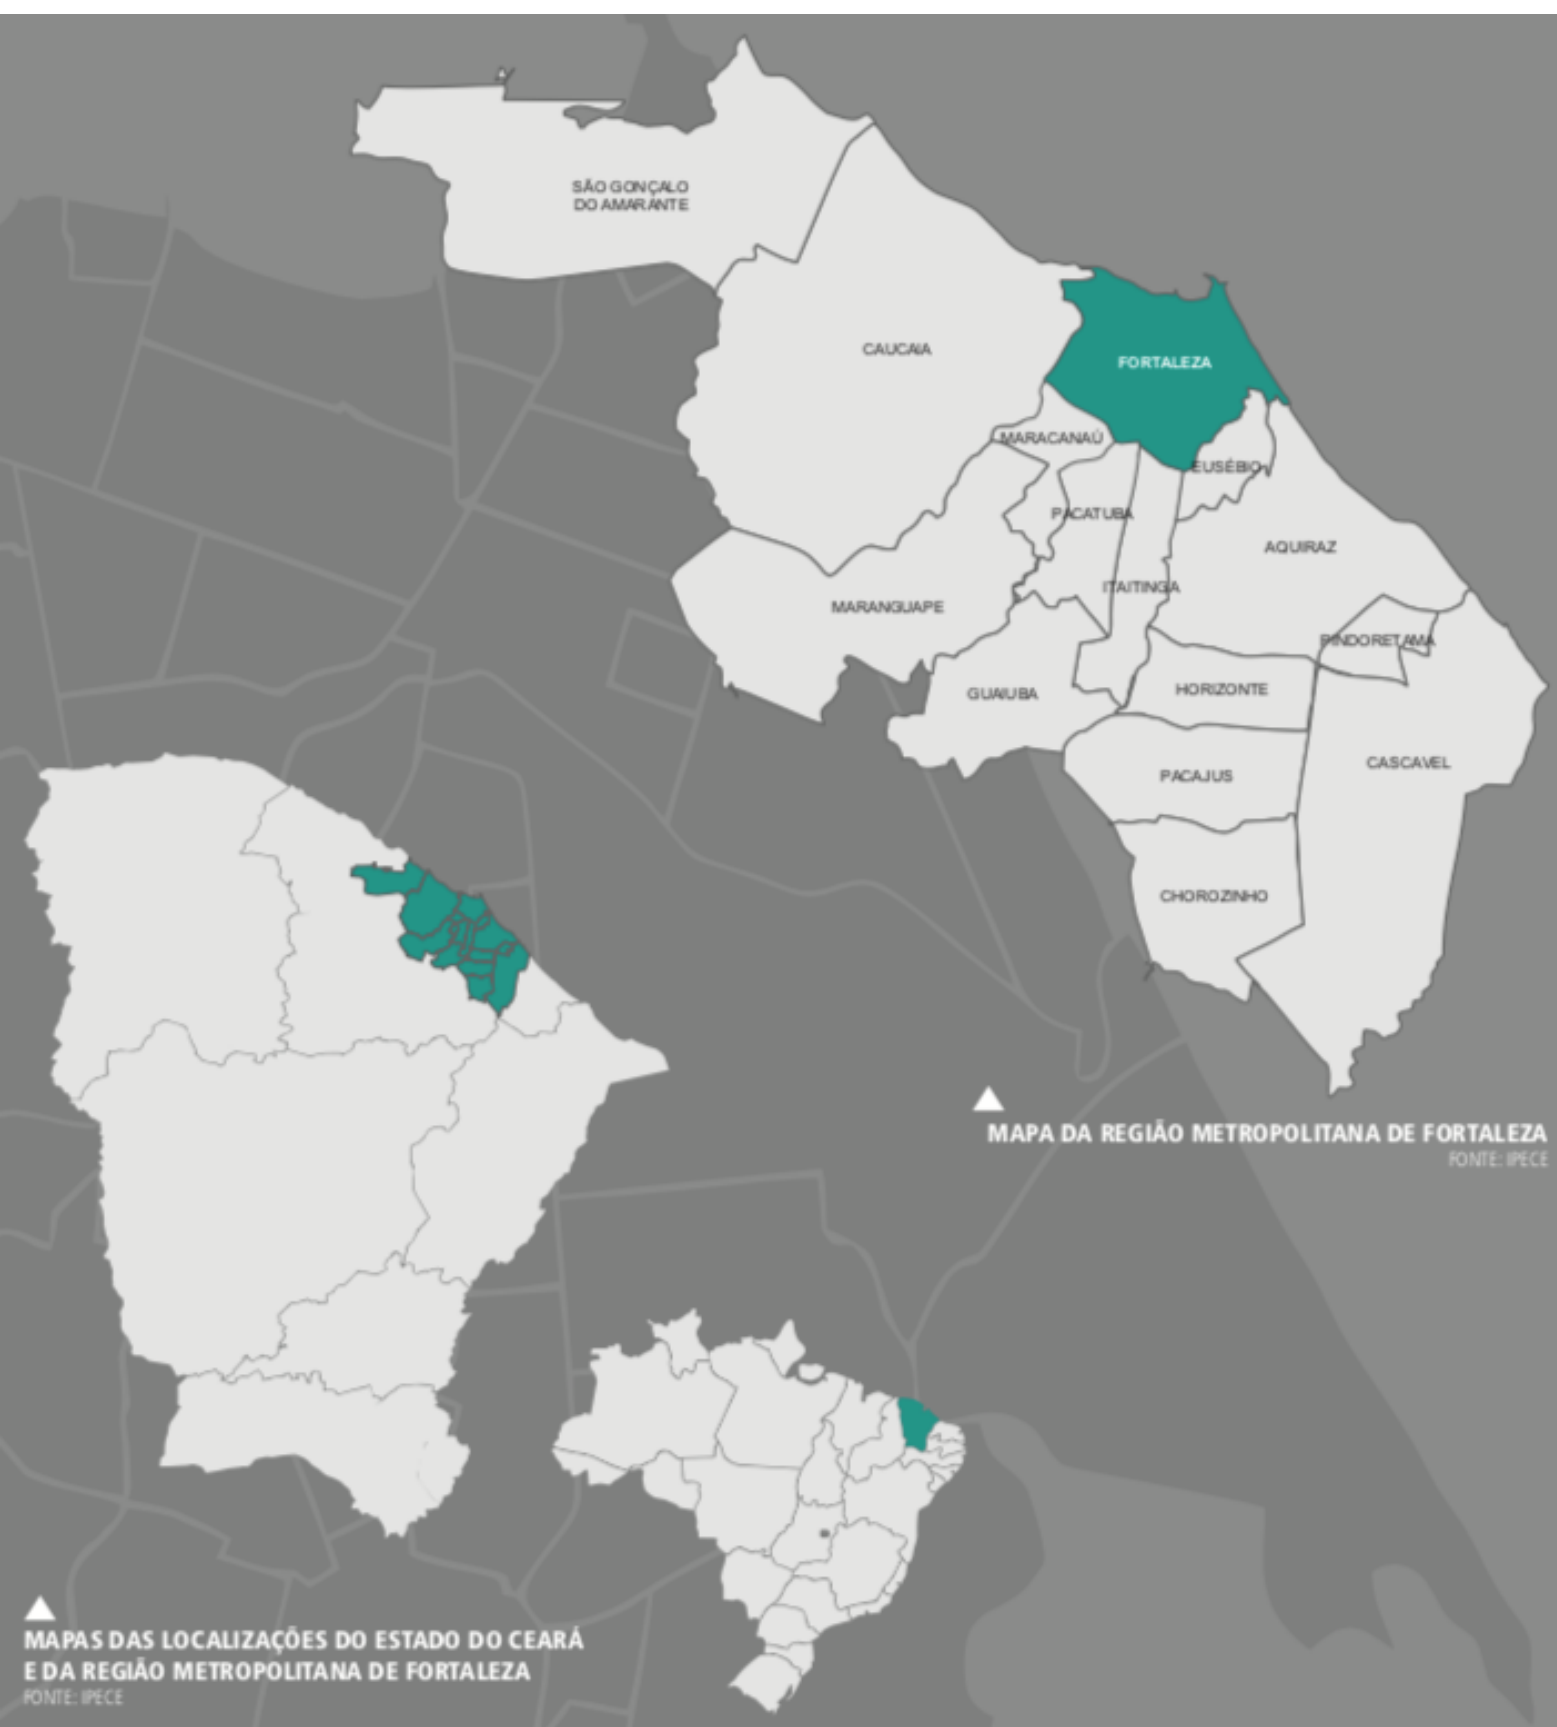 SÃO GONÇALO
DO AMARANTE
CAUCAIA
FORTALEZA
MARACANAÚ
EUSÉBIO
PACATUBA
AQUIRAZ
ITAITINGA
MARANGUAPE
PINDORETAMA
GUAIUBA
HORIZONTE
CASCAVEL
PACAJUS
CHOROZINHO
MAPA DA REGIÃO METROPOLITANA DE FORTALEZA
FONTE: IPECE
MAPAS DAS LOCALIZAÇÕES DO ESTADO DO CEARÁ
E DA REGIÃO METROPOLITANA DE FORTALEZA
FONTE: IPECE